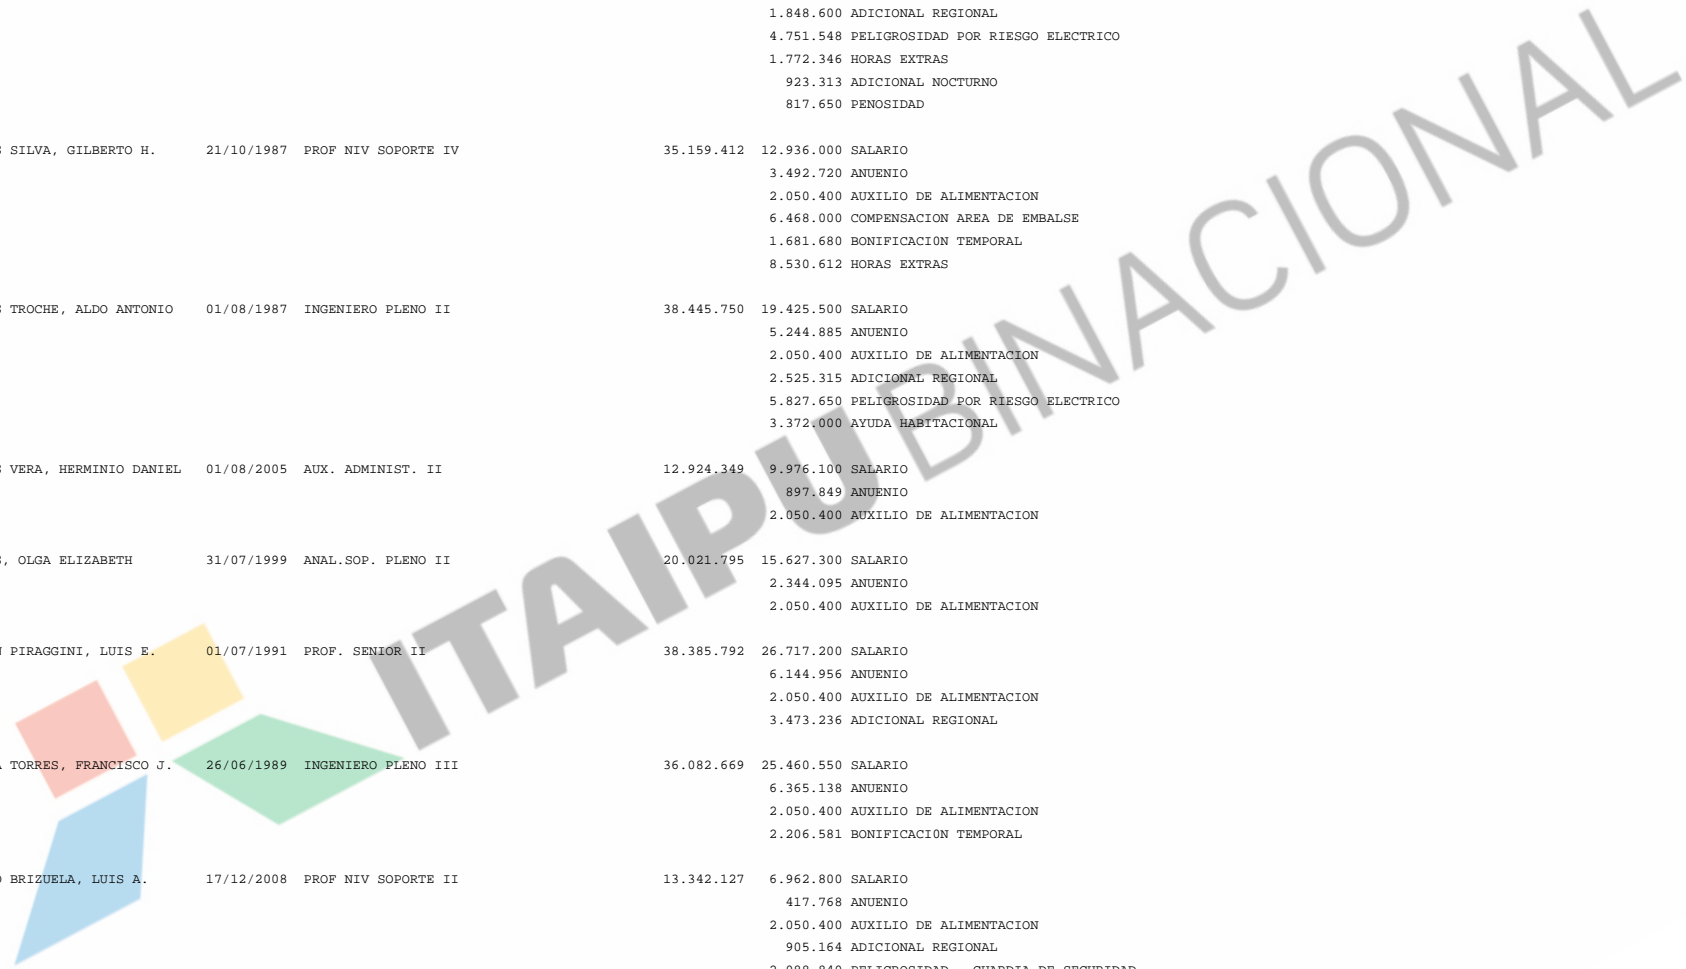 1.848.600 ADICIONAL REGIONAL
4.751.548 PELIGROSIDAD POR RIESGO ELECTRICO
1.772.346 HORAS EXTRAS
923.313 ADICIONAL NOCTURNO
817.650 PENOSIDAD
SILVA, GILBERTO H. 21/10/1987 PROF NIV SOPORTE IV 35.159.412 12.936.000 SALARIO
3.492.720 ANUENIO
2.050.400 AUXILIO DE ALIMENTACION
6.468.000 COMPENSACION AREA DE EMBALSE
1.681.680 BONIFICACI0N TEMPORAL
8.530.612 HORAS EXTRAS
TROCHE, ALDO ANTONIO 01/08/1987 INGENIERO PLENO II 38.445.750 19.425.500 SALARIO
5.244.885 ANUENIO
2.050.400 AUXILIO DE ALIMENTACION
2.525.315 ADICIONAL REGIONAL
5.827.650 PELIGROSIDAD POR RIESGO ELECTRICO
3.372.000 AYUDA HABITACIONAL
VERA, HERMINIO DANIEL 01/08/2005 AUX. ADMINIST. II 12.924.349 9.976.100 SALARIO
897.849 ANUENIO
2.050.400 AUXILIO DE ALIMENTACION
, OLGA ELIZABETH 31/07/1999 ANAL.SOP. PLENO II 20.021.795 15.627.300 SALARIO
2.344.095 ANUENIO
2.050.400 AUXILIO DE ALIMENTACION
PIRAGGINI, LUIS E. 01/07/1991 PROF. SENIOR II 38.385.792 26.717.200 SALARIO
6.144.956 ANUENIO
2.050.400 AUXILIO DE ALIMENTACION
3.473.236 ADICIONAL REGIONAL
TORRES, FRANCISCO J. 26/06/1989 INGENIERO PLENO III 36.082.669 25.460.550 SALARIO
6.365.138 ANUENIO
2.050.400 AUXILIO DE ALIMENTACION
2.206.581 BONIFICACI0N TEMPORAL
BRIZUELA, LUIS A. 17/12/2008 PROF NIV SOPORTE II 13.342.127 6.962.800 SALARIO
417.768 ANUENIO
2.050.400 AUXILIO DE ALIMENTACION
905.164 ADICIONAL REGIONAL
2.088.840 PELIGROSIDAD - GUARDIA DE SEGURIDAD
ITAIPU BINACIONAL